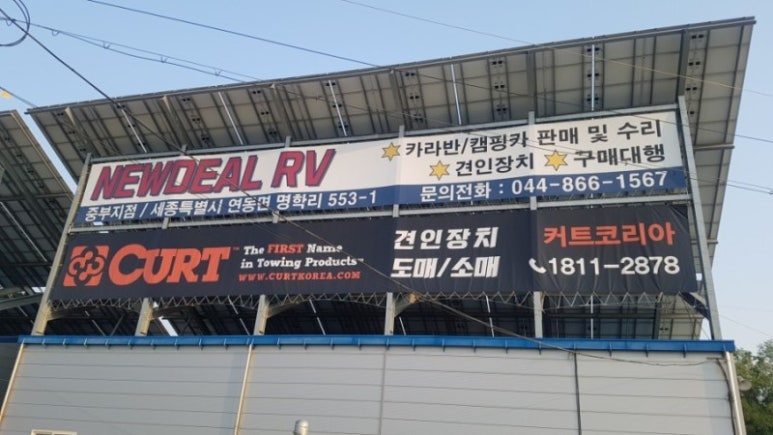 NEWDEAL RV
★ 카라반/캠핑카 판매 및 수리
★ 견인장치 ★ 구매대행
중부지점 / 세종특별시 연동면 명학리 553-1
문의전화 : 044-866-1567
CURT™ The FIRST Name
in Towing Products™
WWW.CURTKOREA.COM
견인장치
도매/소매
커트코리아
1811-2878